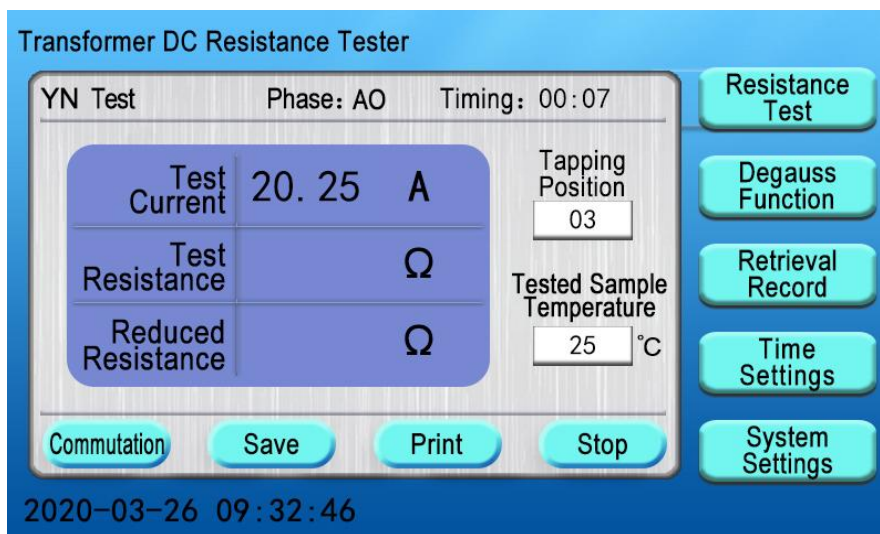 Transformer DC Resistance Tester
YN Test Phase: AO Timing: 00:07
Test
Current
20.25 A
Test
Resistance
Ω
Reduced
Resistance
Ω
Tapping
Position
03
Tested Sample
Temperature
25 ℃
Commutation
Save
Print
Stop
Resistance
Test
Degauss
Function
Retrieval
Record
Time
Settings
System
Settings
2020-03-26 09:32:46